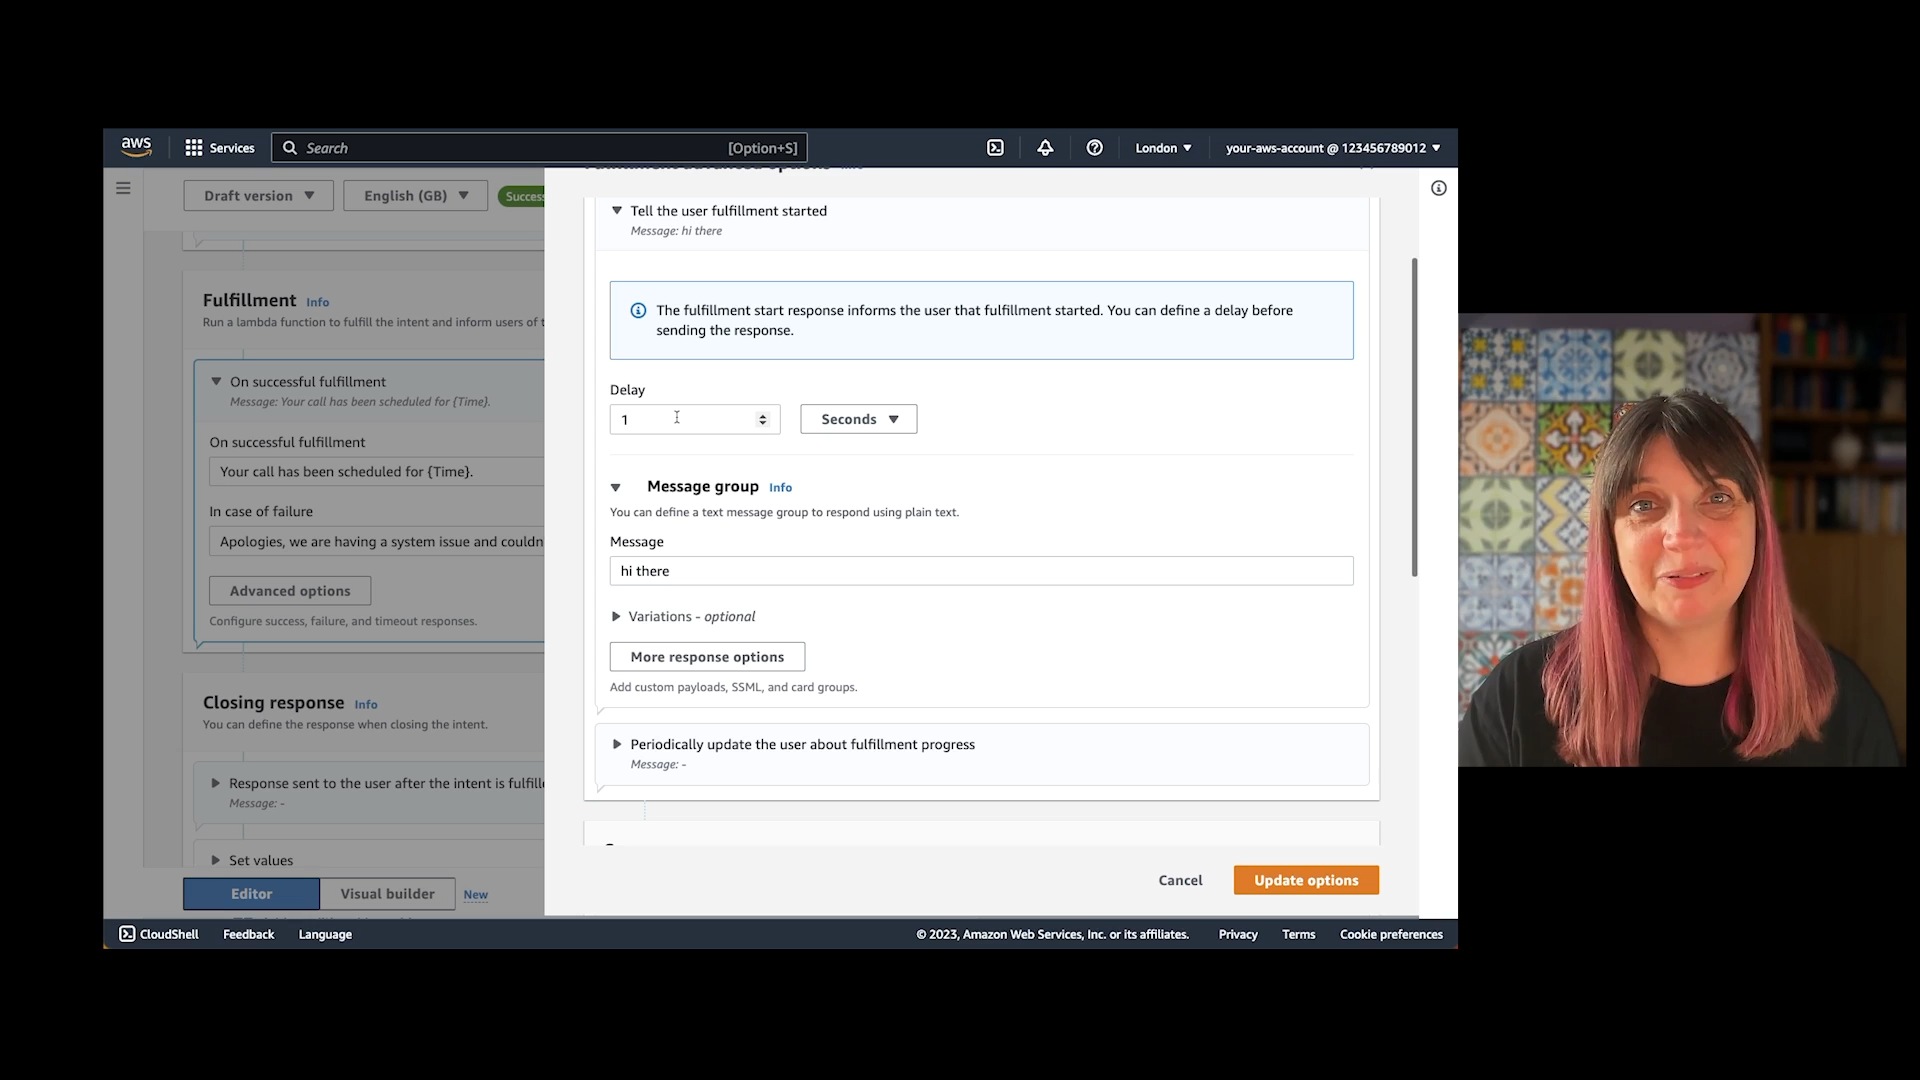 aws
Services
Search
[Option+S]
London
your-aws-account @ 123456789012
Draft version
English (GB)
Success
Fulfillment Info
Run a lambda function to fulfill the intent and inform users of t
On successful fulfillment
Message: Your call has been scheduled for {Time}.
On successful fulfillment
Your call has been scheduled for {Time}.
In case of failure
Apologies, we are having a system issue and couldn
Advanced options
Configure success, failure, and timeout responses.
Closing response Info
You can define the response when closing the intent.
Response sent to the user after the intent is fulfill
Message: -
Set values
Editor
Visual builder
New
Fulfillment advanced options Info
Tell the user fulfillment started
Message: hi there
The fulfillment start response informs the user that fulfillment started. You can define a delay before
sending the response.
Delay
1
Seconds
Message group Info
You can define a text message group to respond using plain text.
Message
hi there
Variations - optional
More response options
Add custom payloads, SSML, and card groups.
Periodically update the user about fulfillment progress
Message: -
Cancel
Update options
CloudShell
Feedback
Language
© 2023, Amazon Web Services, Inc. or its affiliates.
Privacy
Terms
Cookie preferences